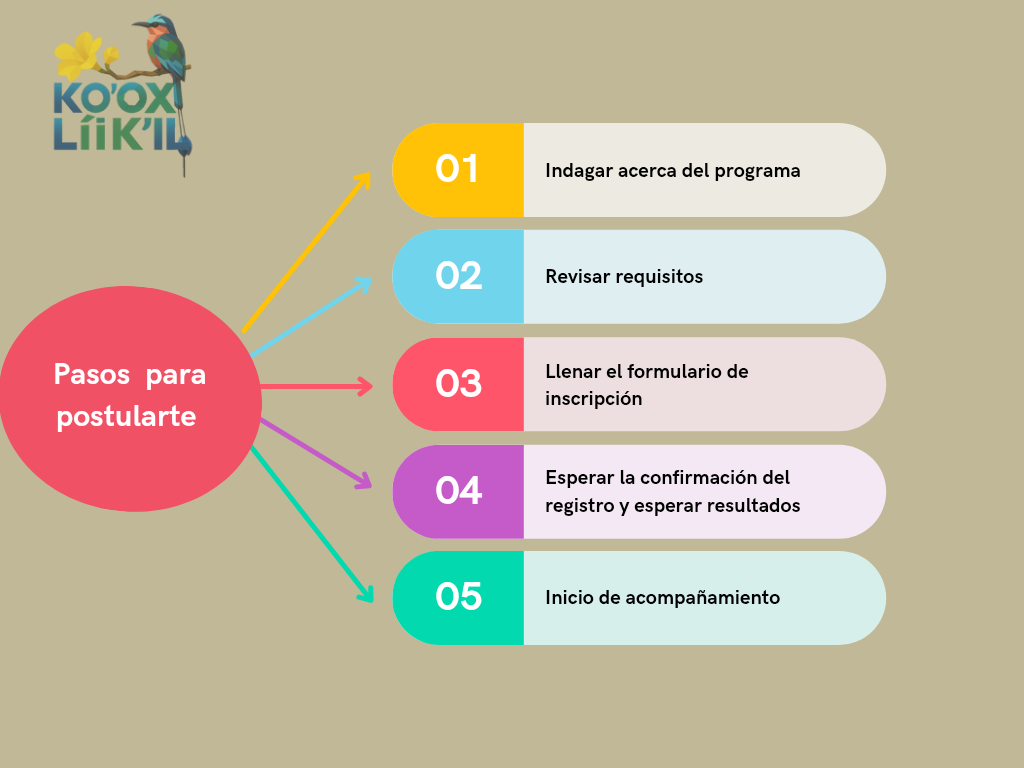 KO'OX
LÍiK'IL
Pasos para
postularte
01
Indagar acerca del programa
02
Revisar requisitos
03
Llenar el formulario de
inscripción
04
Esperar la confirmación del
registro y esperar resultados
05
Inicio de acompañamiento